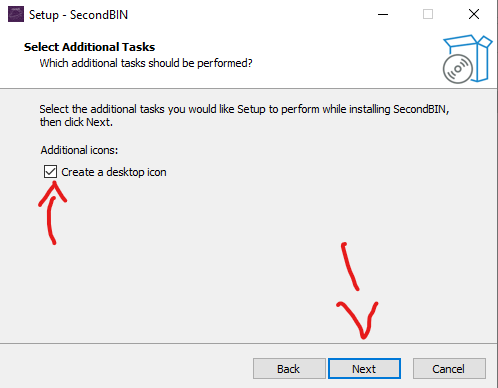 Setup - SecondBIN
Select Additional Tasks
Which additional tasks should be performed?
Select the additional tasks you would like Setup to perform while installing SecondBIN,
then click Next.
Additional icons:
Create a desktop icon
Back
Next
Cancel